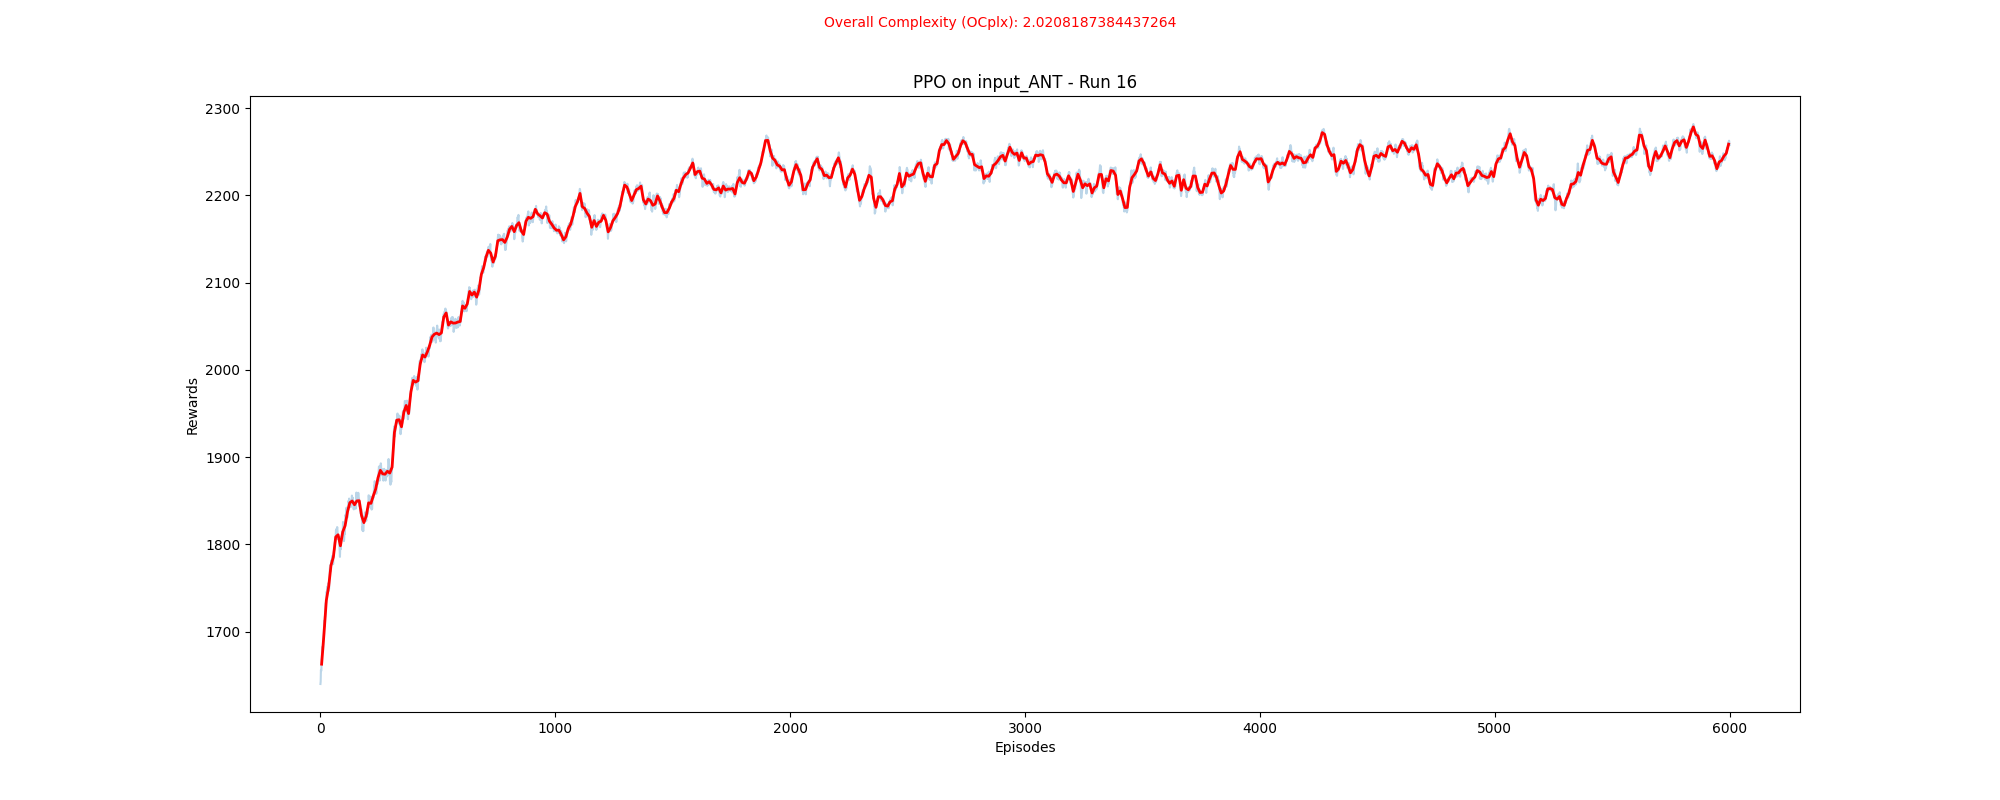 Overall Complexity (OCplx): 2.0208187384437264
PPO on input_ANT - Run 16
2300
2200
2100
2000
1900
1800
1700
Rewards
0 1000 2000 3000 4000 5000 6000
Episodes